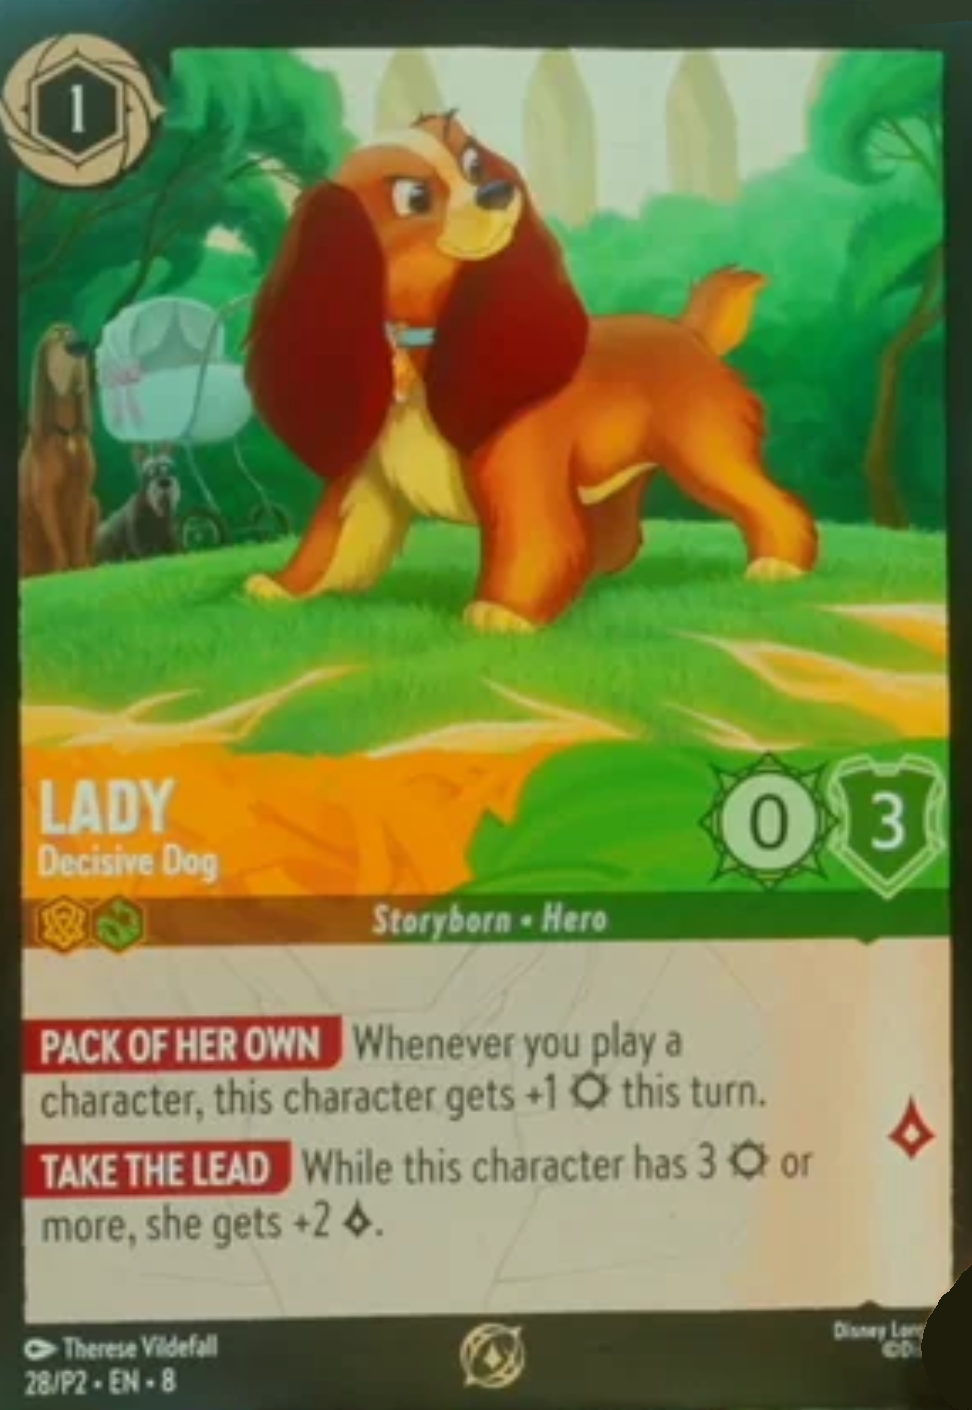 1
LADY
Decisive Dog
0 3
Storyborn • Hero
PACK OF HER OWN Whenever you play a
character, this character gets +1 this turn.
TAKE THE LEAD While this character has 3 or
more, she gets +2 .
Therese Vildefall
28/P2 • EN • 8
Disney